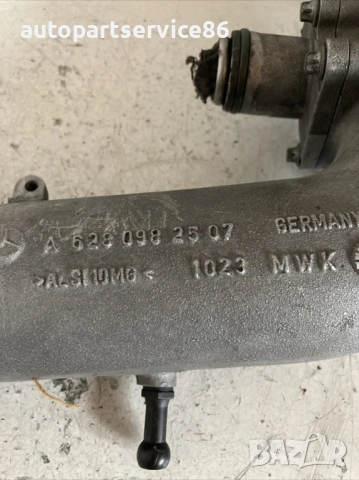 autopartservice86
A 628 098 25 07 GERMANY
>ALSI10MG< 1023 MWK
BAZAR